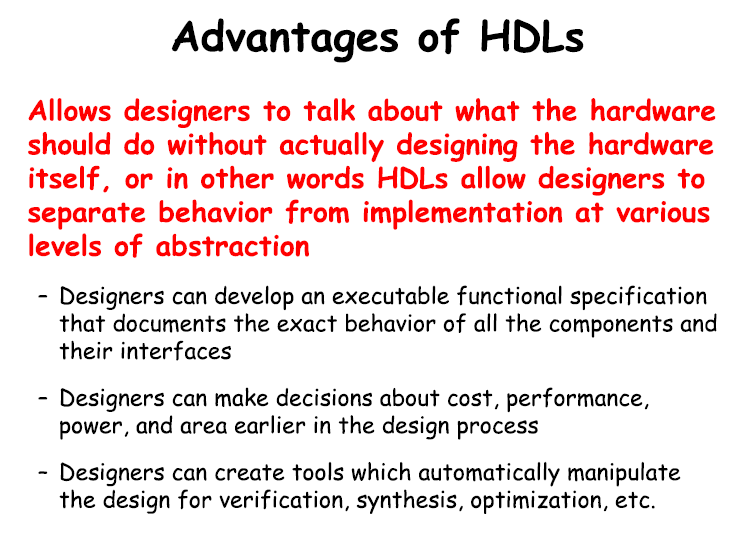 Advantages of HDLs
Allows designers to talk about what the hardware
should do without actually designing the hardware
itself, or in other words HDLs allow designers to
separate behavior from implementation at various
levels of abstraction
– Designers can develop an executable functional specification
that documents the exact behavior of all the components and
their interfaces
– Designers can make decisions about cost, performance,
power, and area earlier in the design process
– Designers can create tools which automatically manipulate
the design for verification, synthesis, optimization, etc.